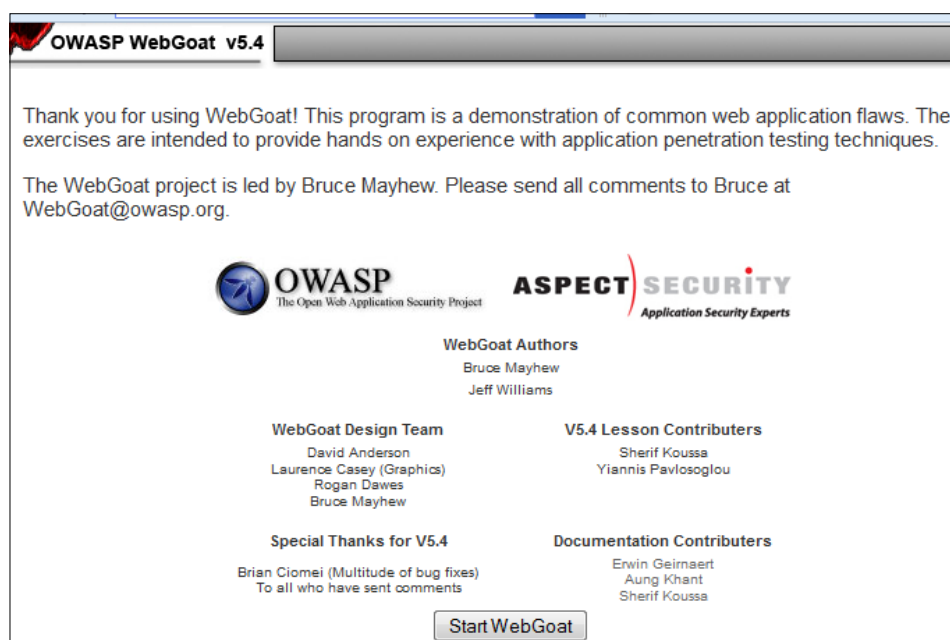 OWASP WebGoat v5.4
Thank you for using WebGoat! This program is a demonstration of common web application flaws. The
exercises are intended to provide hands on experience with application penetration testing techniques.
The WebGoat project is led by Bruce Mayhew. Please send all comments to Bruce at
WebGoat@owasp.org.
OWASP
The Open Web Application Security Project
ASPECT SECURITY
Application Security Experts
WebGoat Authors
Bruce Mayhew
Jeff Williams
WebGoat Design Team
David Anderson
Laurence Casey (Graphics)
Rogan Dawes
Bruce Mayhew
V5.4 Lesson Contributers
Sherif Koussa
Yiannis Pavlosoglou
Special Thanks for V5.4
Brian Ciomei (Multitude of bug fixes)
To all who have sent comments
Documentation Contributers
Erwin Geirnaert
Aung Khant
Sherif Koussa
Start WebGoat